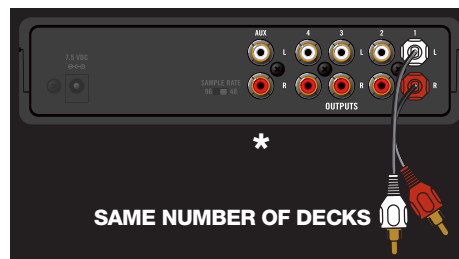 AUX 4 3 2 1
7.5 VDC
L L L
SAMPLE RATE
96 48
R R R
OUTPUTS
*
SAME NUMBER OF DECKS